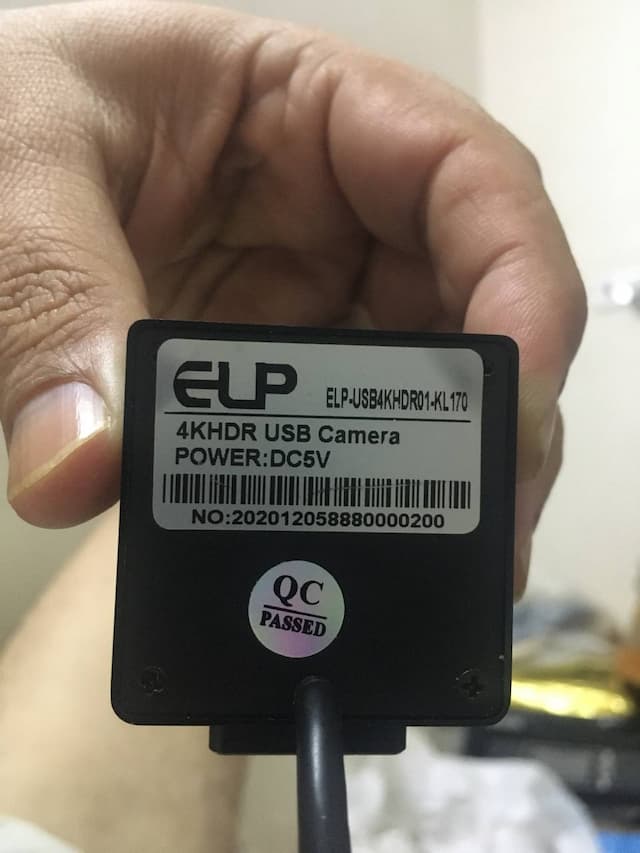 ELP
ELP-USB4KHDR01-KL170
4KHDR USB Camera
POWER:DC5V
NO:202012058880000200
QC
PASSED